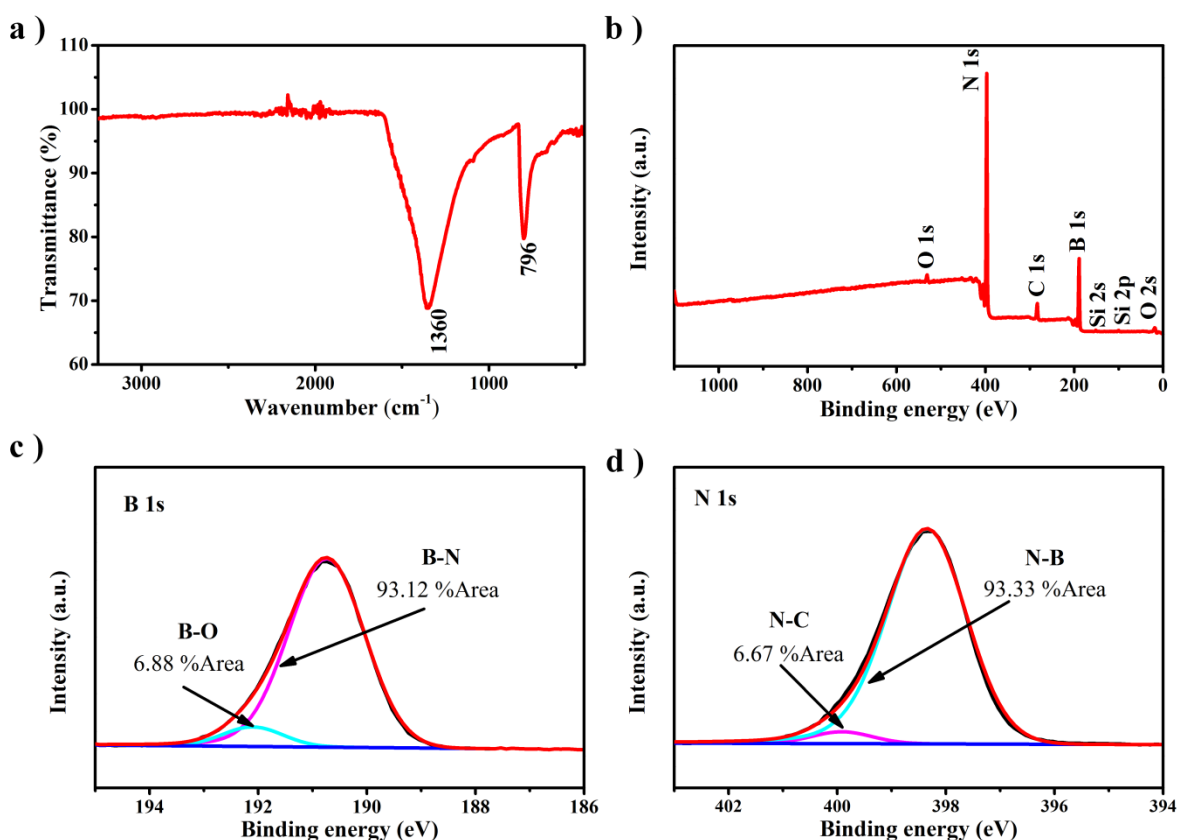 a )
110
100
90
80
70
60
Transmittance (%)
1360
796
3000
2000
1000
Wavenumber (cm⁻¹)
b )
Intensity (a.u.)
O 1s
N 1s
C 1s
B 1s
Si 2s
Si 2p
O 2s
1000
800
600
400
200
0
Binding energy (eV)
c )
B 1s
B-N
93.12 %Area
B-O
6.88 %Area
Intensity (a.u.)
194
192
190
188
186
Binding energy (eV)
d )
N 1s
N-B
93.33 %Area
N-C
6.67 %Area
Intensity (a.u.)
402
400
398
396
394
Binding energy (eV)